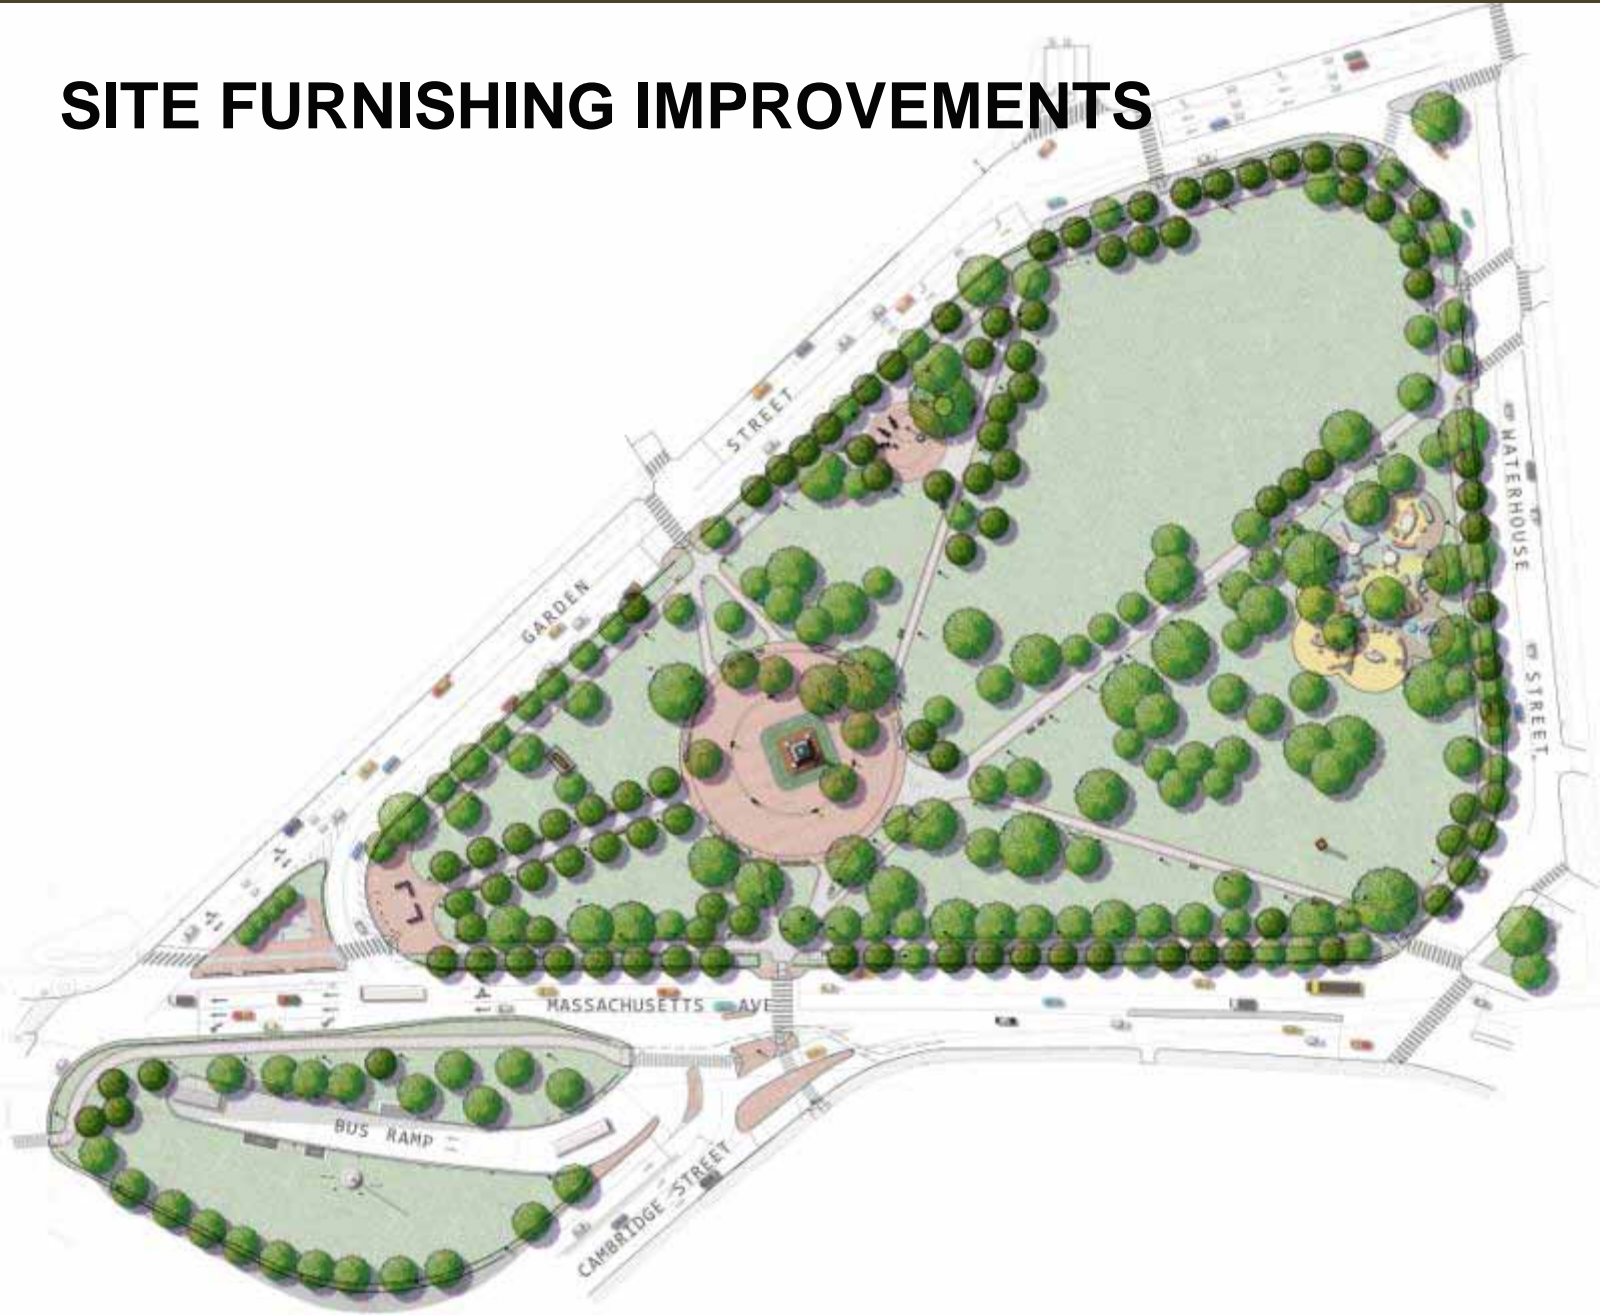 SITE FURNISHING IMPROVEMENTS
GARDEN
STREET
WATERHOUSE
STREET
MASSACHUSETTS AVE
BUS RAMP
CAMBRIDGE STREET